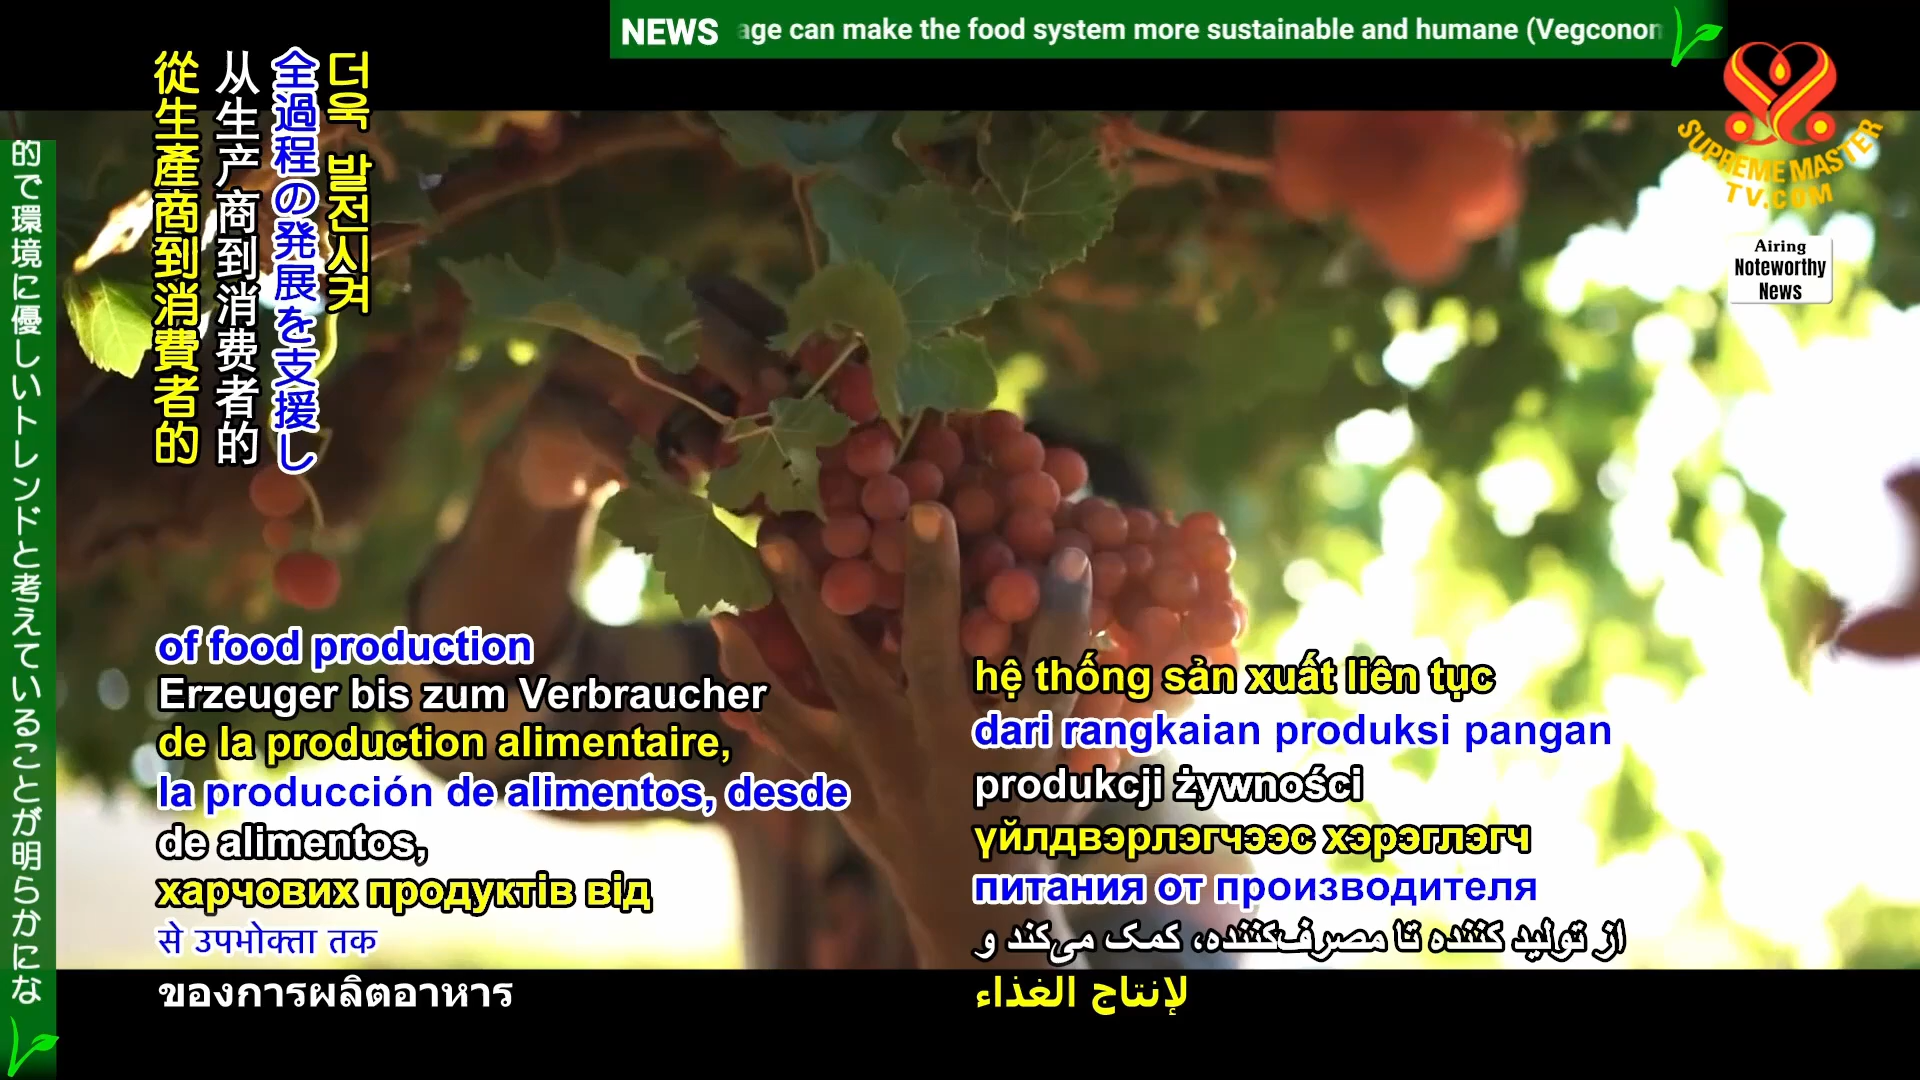 NEWS
can make the food system more sustainable and humane
SUPREME MASTER
TV.COM
Airing
Noteworthy
News
더욱 발전시켜
全過程の発展を支援し
从生产商到消费者的
從生產商到消費者的
的で環境に優しいトレンドと考えていることが明らかにな
of food production
Erzeuger bis zum Verbraucher
de la production alimentaire,
la producción de alimentos, desde
de alimentos,
харчових продуктів від
से उपभोक्ता तक
ของการผลิตอาหาร
hệ thống sản xuất liên tục
dari rangkaian produksi pangan
produkcji żywności
үйлдвэрлэгчээс хэрэглэгч
питания от производителя
از تولید کننده تا مصرف‌کننده، کمک می‌کند و
لإنتاج الغذاء